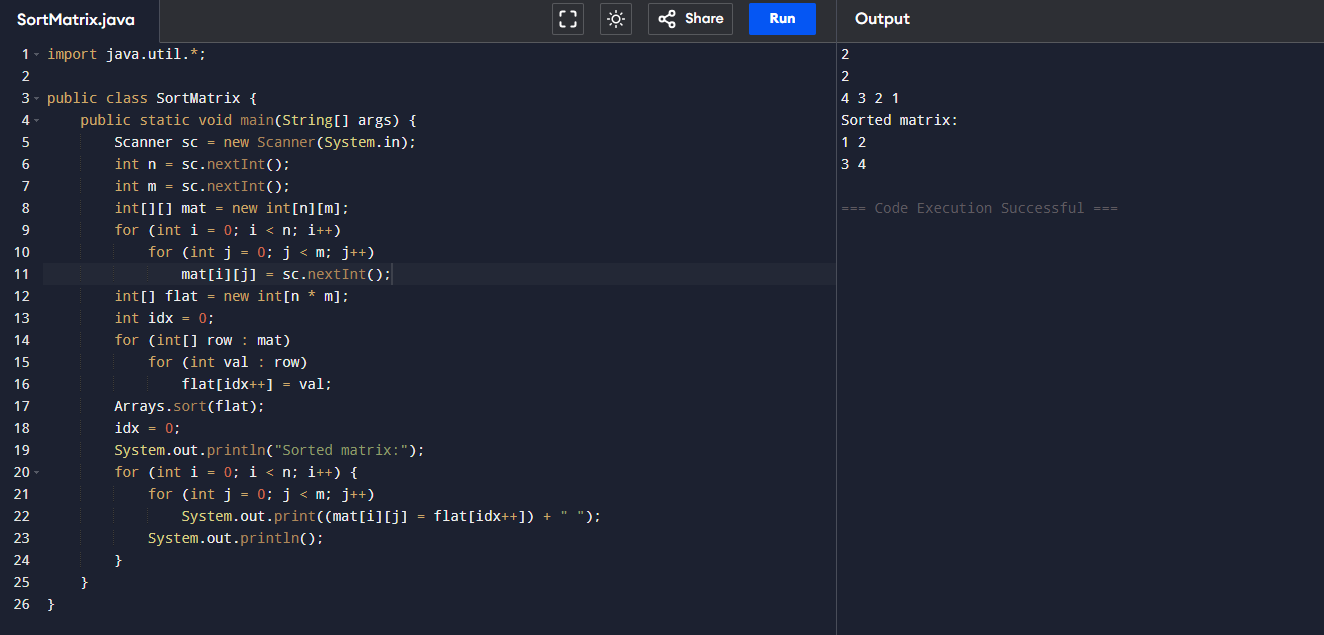 SortMatrix.java
Share
Run
Output
1 import java.util.*;
2
3 public class SortMatrix {
4     public static void main(String[] args) {
5         Scanner sc = new Scanner(System.in);
6         int n = sc.nextInt();
7         int m = sc.nextInt();
8         int[][] mat = new int[n][m];
9         for (int i = 0; i < n; i++)
10             for (int j = 0; j < m; j++)
11                 mat[i][j] = sc.nextInt();
12         int[] flat = new int[n * m];
13         int idx = 0;
14         for (int[] row : mat)
15             for (int val : row)
16                 flat[idx++] = val;
17         Arrays.sort(flat);
18         idx = 0;
19         System.out.println("Sorted matrix:");
20         for (int i = 0; i < n; i++) {
21             for (int j = 0; j < m; j++)
22                 System.out.print((mat[i][j] = flat[idx++]) + " ");
23             System.out.println();
24         }
25     }
26 }
2
2
4 3 2 1
Sorted matrix:
1 2
3 4
=== Code Execution Successful ===